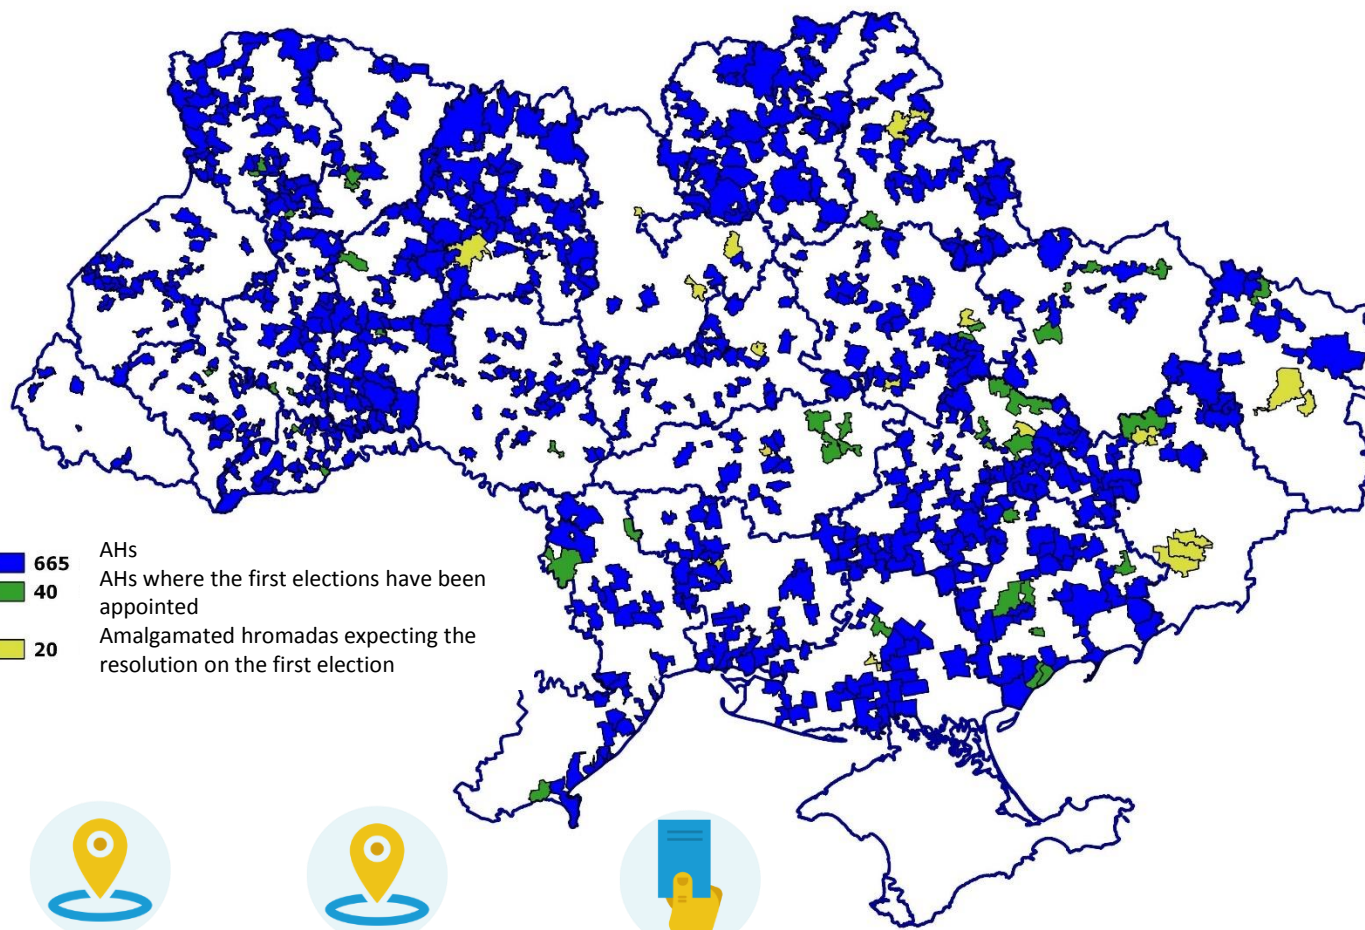 665 AHs
40 AHs where the first elections have been
appointed
20 Amalgamated hromadas expecting the
resolution on the first election